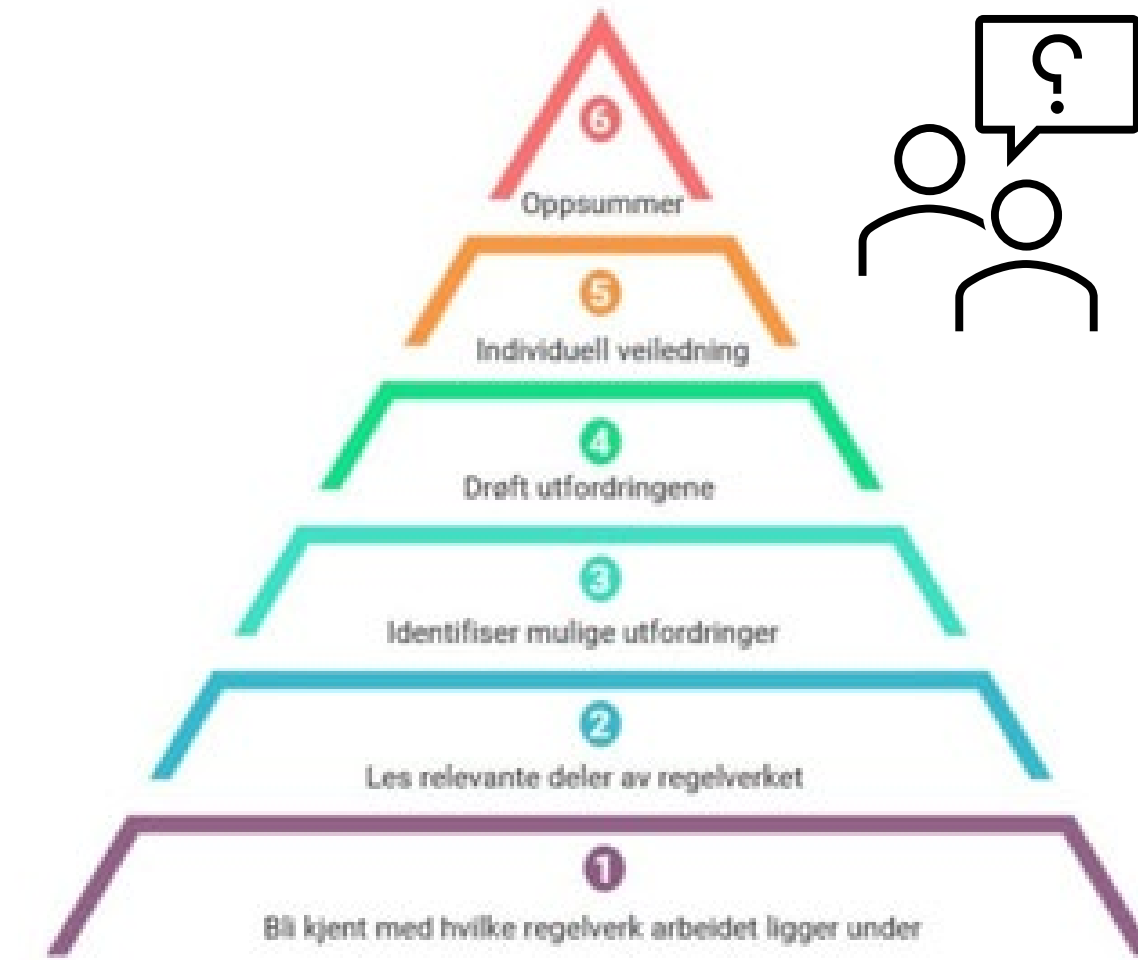 ?
6
Oppsummer
5
Individuell veiledning
4
Drøft utfordringene
3
Identifiser mulige utfordringer
2
Les relevante deler av regelverket
1
Bli kjent med hvilke regelverk arbeidet ligger under